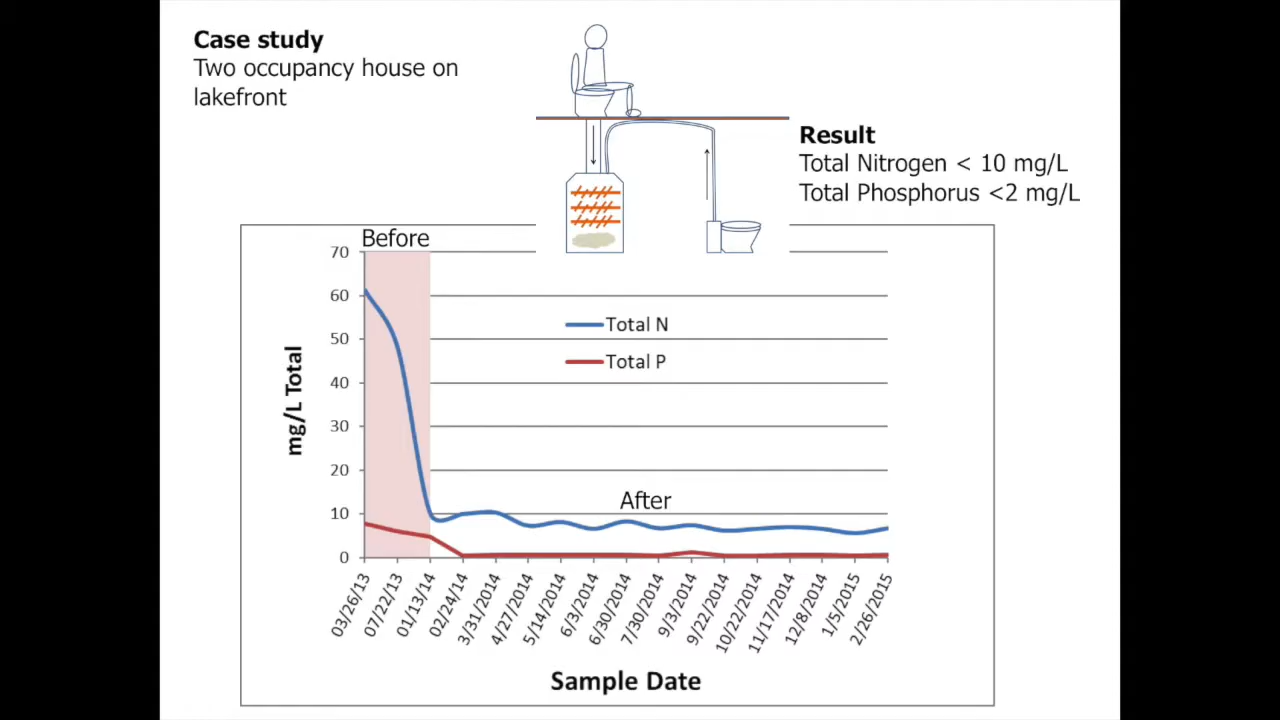 Case study
Two occupancy house on
lakefront
Result
Total Nitrogen < 10 mg/L
Total Phosphorus <2 mg/L
Before
70
60
50
40
30
20
10
0
mg/L Total
Total N
Total P
After
03/26/13
07/22/13
01/13/14
02/24/14
3/31/2014
4/27/2014
5/14/2014
6/3/2014
6/30/2014
7/30/2014
9/3/2014
9/22/2014
10/22/2014
11/17/2014
12/8/2014
1/5/2015
2/26/2015
Sample Date